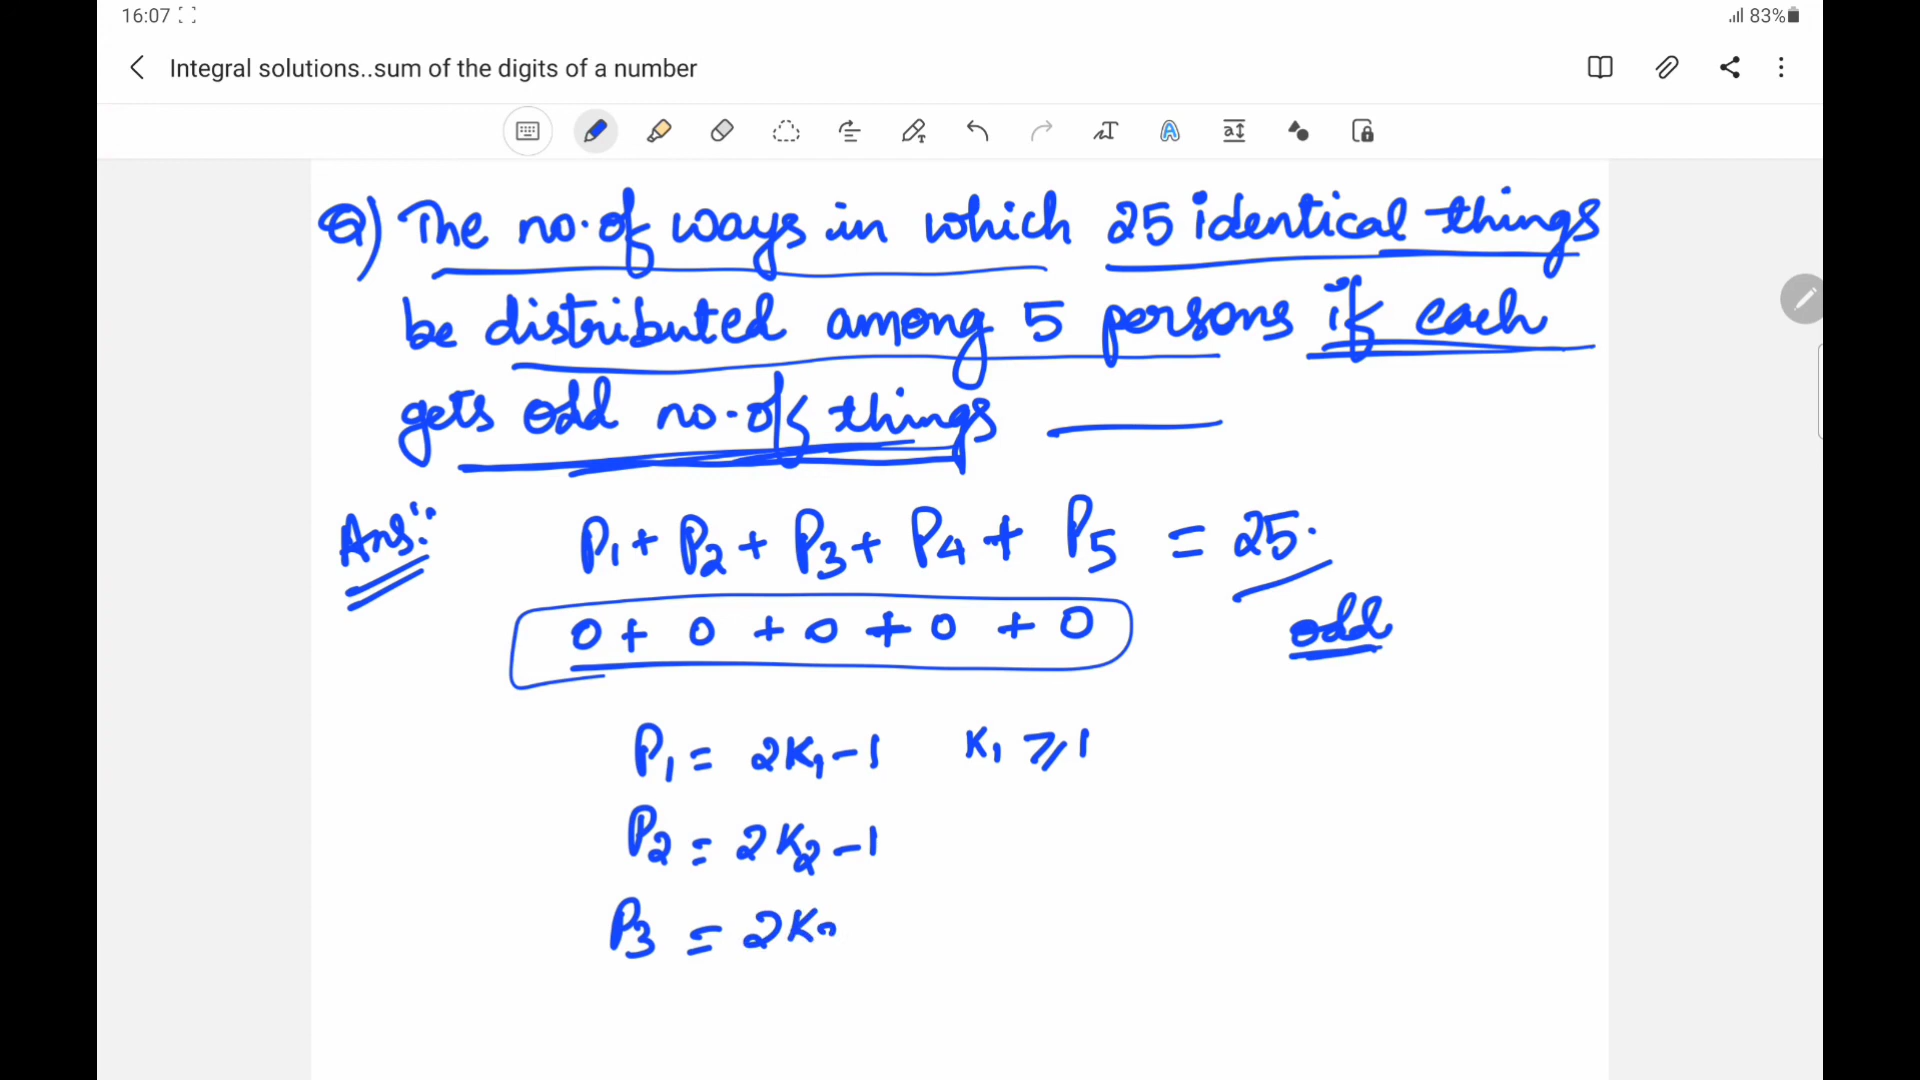 16:07 83%
Integral solutions..sum of the digits of a number
Q) The no. of ways in which 25 identical things
be distributed among 5 persons if each
gets odd no. of things
Ans:
P1 + P2 + P3 + P4 + P5 = 25.
0 + 0 + 0 + 0 + 0 odd
P1 = 2K1 - 1 K1 ⩾ 1
P2 = 2K2 - 1
P3 = 2K